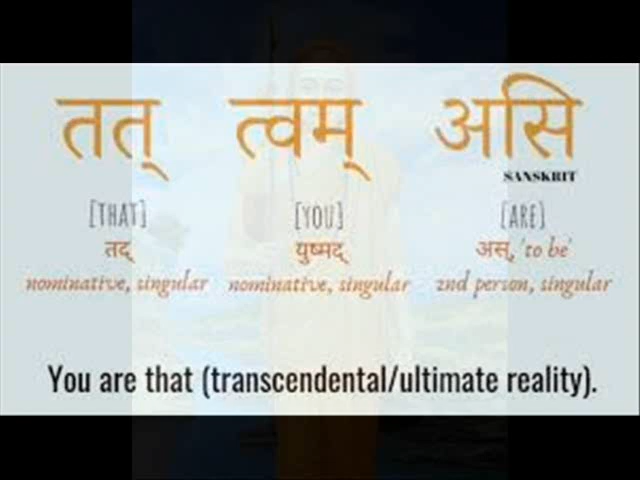 तत् त्वम् असि
SANSKRIT
[THAT] [YOU] [ARE]
तद् युष्मद् अस्, 'to be'
nominative, singular nominative, singular 2nd person, singular
You are that (transcendental/ultimate reality).